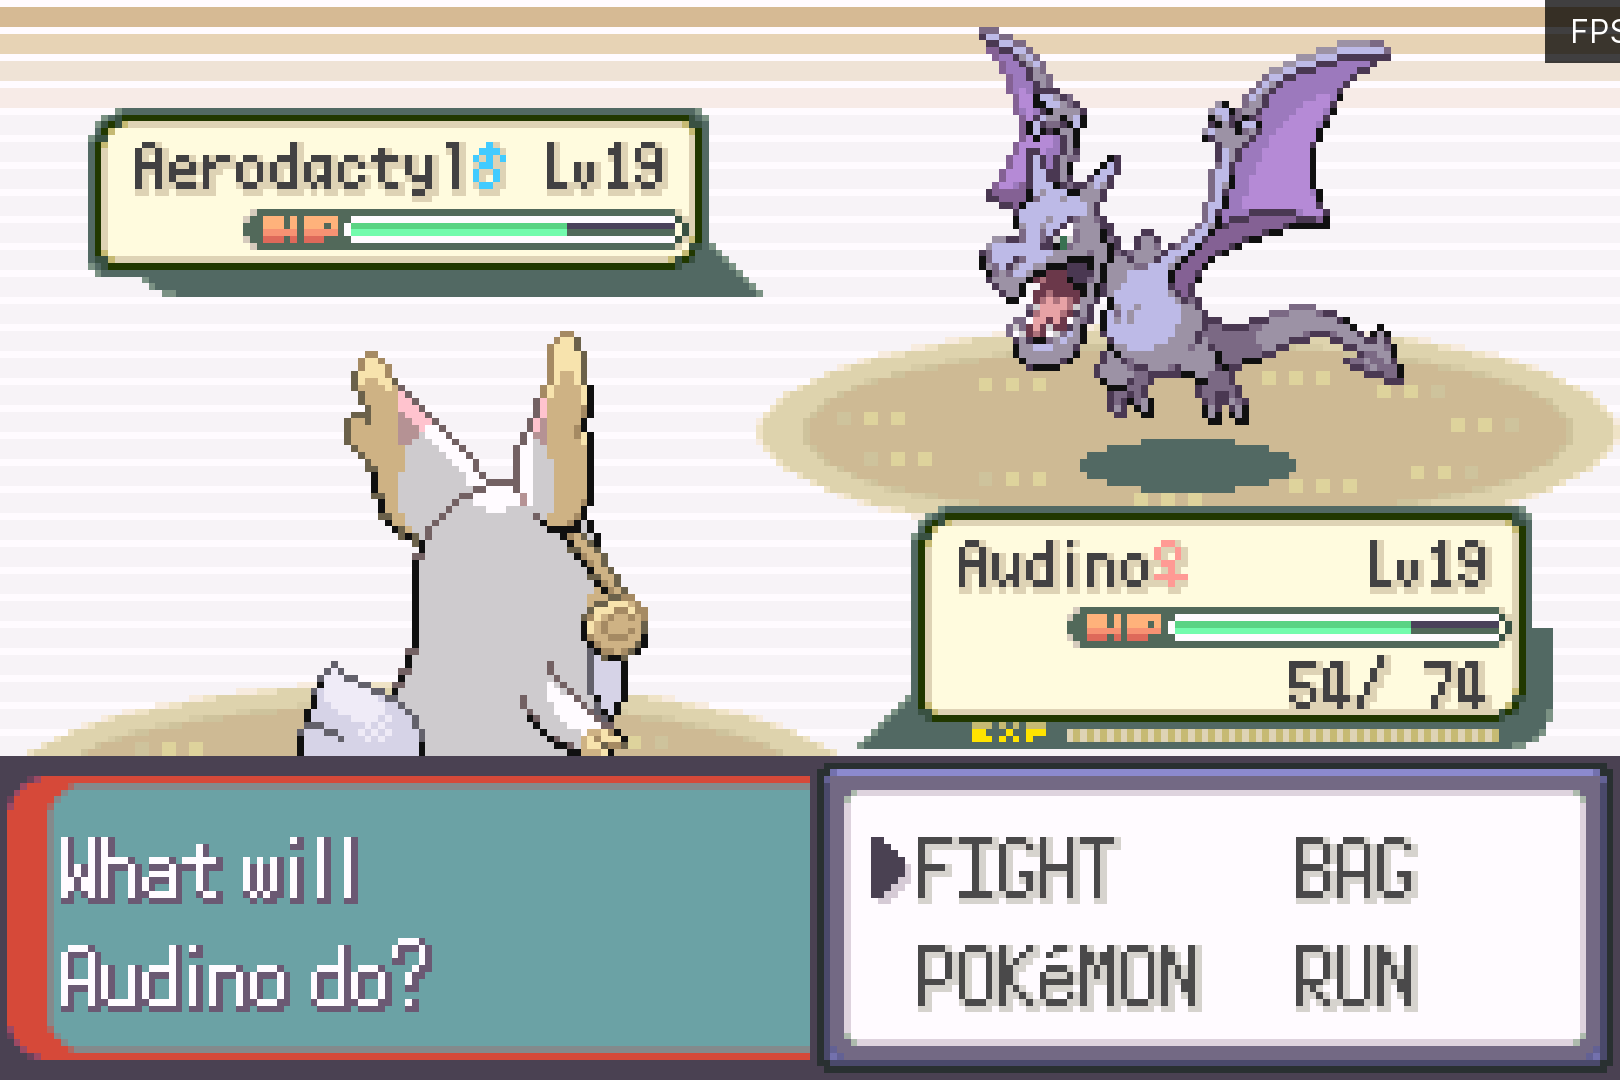 FPS
Aerodactyl♂ Lv19
HP
Audino♀ Lv19
HP
54/ 74
EXP
What will
Audino do?
▶FIGHT BAG
POKéMON RUN